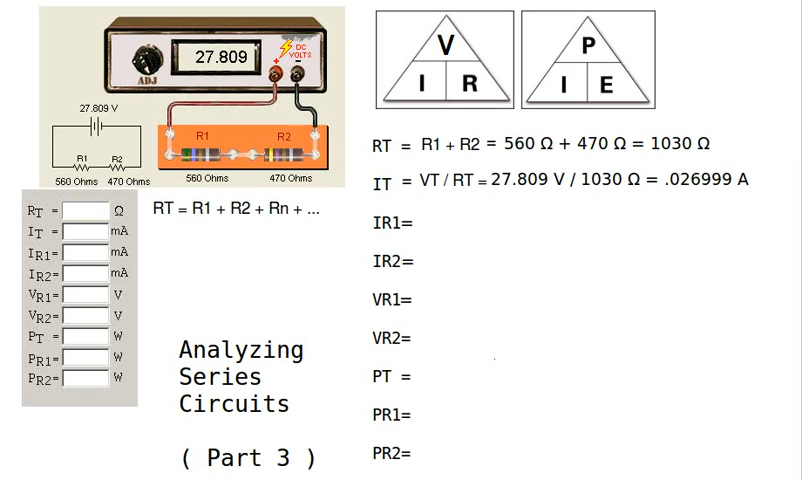 27.809
DC
VOLTS
+ -
ADJ
R1 R2
560 Ohms 470 Ohms
27.809 V
R1 R2
560 Ohms 470 Ohms
V
I R
P
I E
RT = R1 + R2 = 560 Ω + 470 Ω = 1030 Ω
IT = VT / RT = 27.809 V / 1030 Ω = .026999 A
IR1=
IR2=
VR1=
VR2=
PT =
PR1=
PR2=
RT = R1 + R2 + Rn + ...
RT = Ω
IT = mA
IR1= mA
IR2= mA
VR1= V
VR2= V
PT = W
PR1= W
PR2= W
Analyzing
Series
Circuits
( Part 3 )